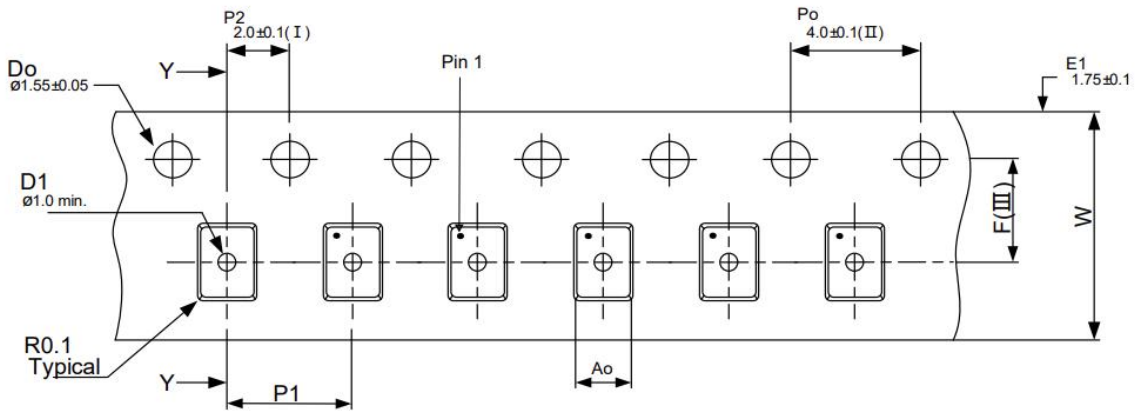 P2
2.0±0.1(Ⅰ)
Po
4.0±0.1(Ⅱ)
Y
Pin 1
E1
1.75±0.1
Do
Ø1.55±0.05
D1
Ø1.0 min.
F(Ⅲ)
W
R0.1
Typical
Y
P1
Ao